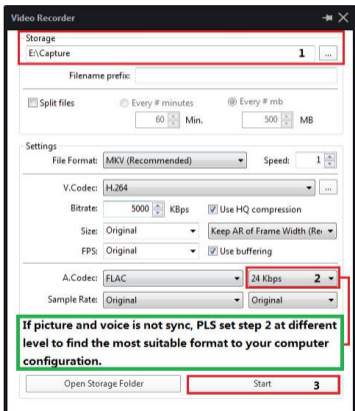 Video Recorder
Storage
E:\Capture 1 ...
Filename prefix:
Split files Every # minutes Every # mb
60 Min. 500 MB
Settings
File Format: MKV (Recommended) Speed: 1
V.Codec: H.264 ...
Bitrate: 5000 KBps Use HQ compression
Size: Original Keep AR of Frame Width (Re
FPS: Original Use buffering
A.Codec: FLAC 24 Kbps 2
Sample Rate: Original Original
If picture and voice is not sync, PLS set step 2 at different
level to find the most suitable format to your computer
configuration.
Open Storage Folder Start 3